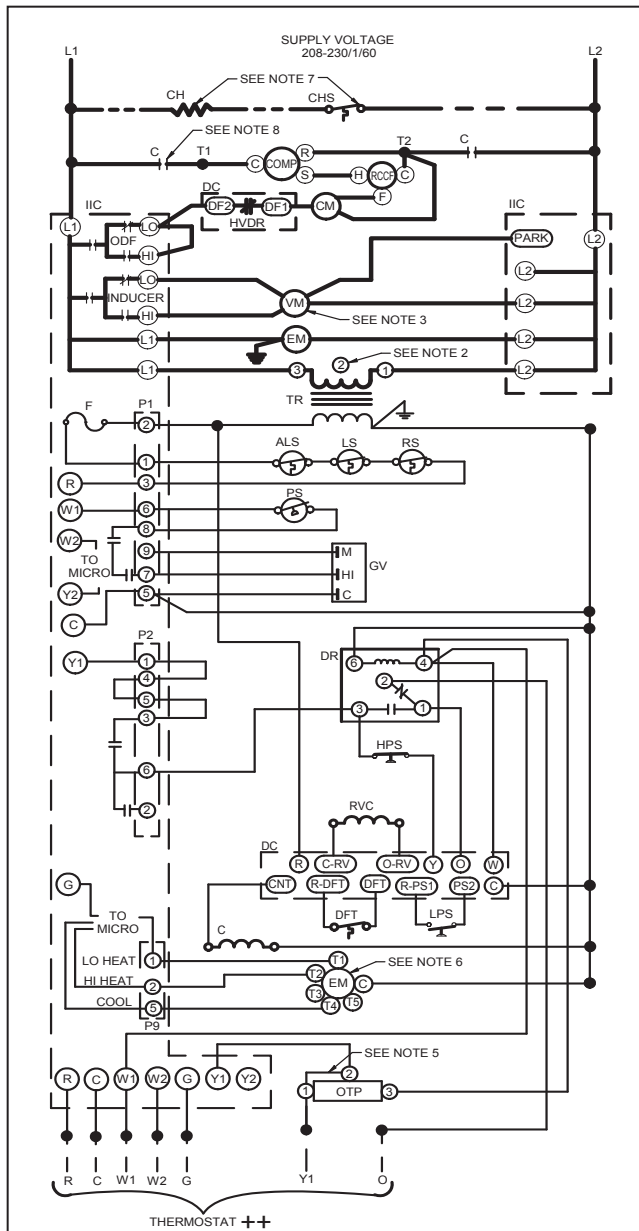 SUPPLY VOLTAGE
L1 208-230/1/60 L2
CH SEE NOTE 7 CHS
SEE NOTE 8
C T1 C COMP R T2 C
S H RCCF C
F
IIC DC DF2 DF1 CM IIC
HVDR
L1 LO PARK L2
ODF
HI L2
LO
INDUCER VM L2
HI SEE NOTE 3
L1 EM L2
SEE NOTE 2
L1 3 2 1 L2
TR
F P1
2
ALS LS RS
1
R 3
PS
W1 6
8
W2 9 M
TO
MICRO 7 HI GV
Y2 5 C
C
P2
Y1 1 DR 6 4
4 2
5
3 3 1
HPS
6
RVC
2
DC
R C-RV O-RV Y O W
CNT R-DFT DFT R-PS1 PS2 C
G
TO
MICRO
C DFT LPS
LO HEAT 1 T1 SEE NOTE 6
HI HEAT 2 T2 EM C
T3
COOL 5 T4 T5
P9
SEE NOTE 5
R C W1 W2 G Y1 Y2 2
1 OTP 3
R C W1 W2 G Y1 O
THERMOSTAT ++